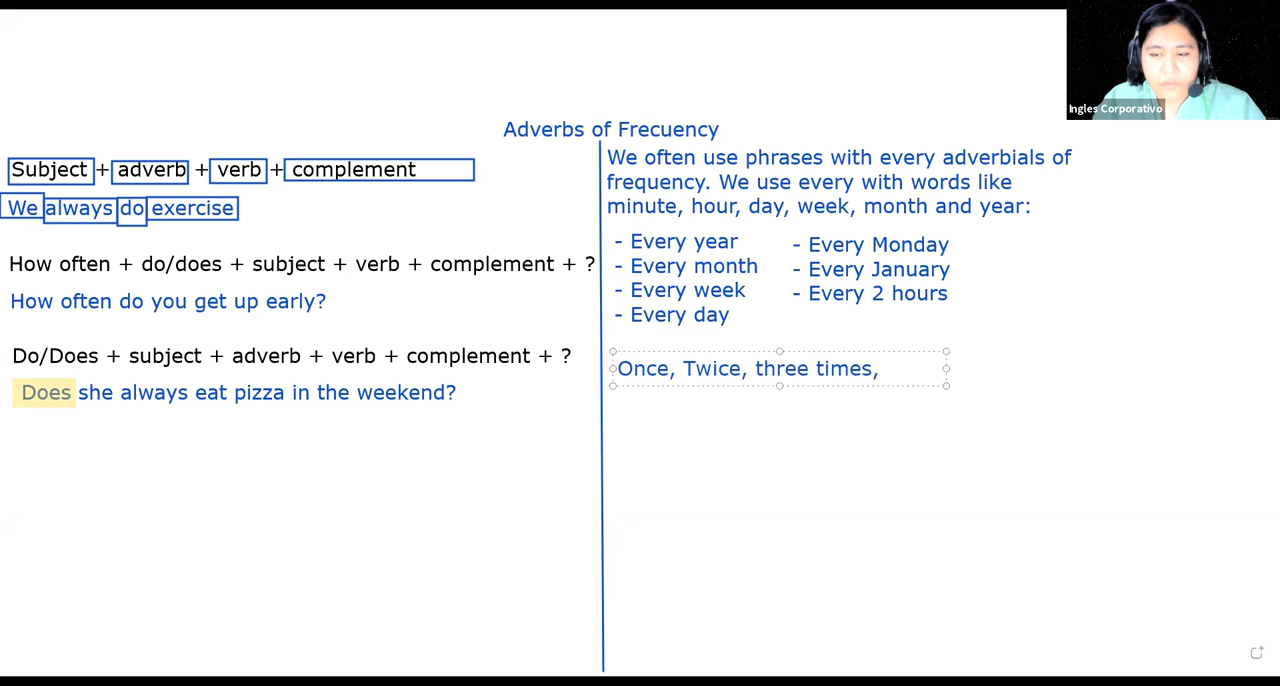 Ingles Corporativo
Adverbs of Frecuency
Subject + adverb + verb + complement
We always do exercise
How often + do/does + subject + verb + complement + ?
How often do you get up early?
Do/Does + subject + adverb + verb + complement + ?
Does she always eat pizza in the weekend?
We often use phrases with every adverbials of
frequency. We use every with words like
minute, hour, day, week, month and year:
- Every year
- Every month
- Every week
- Every day
- Every Monday
- Every January
- Every 2 hours
Once, Twice, three times,